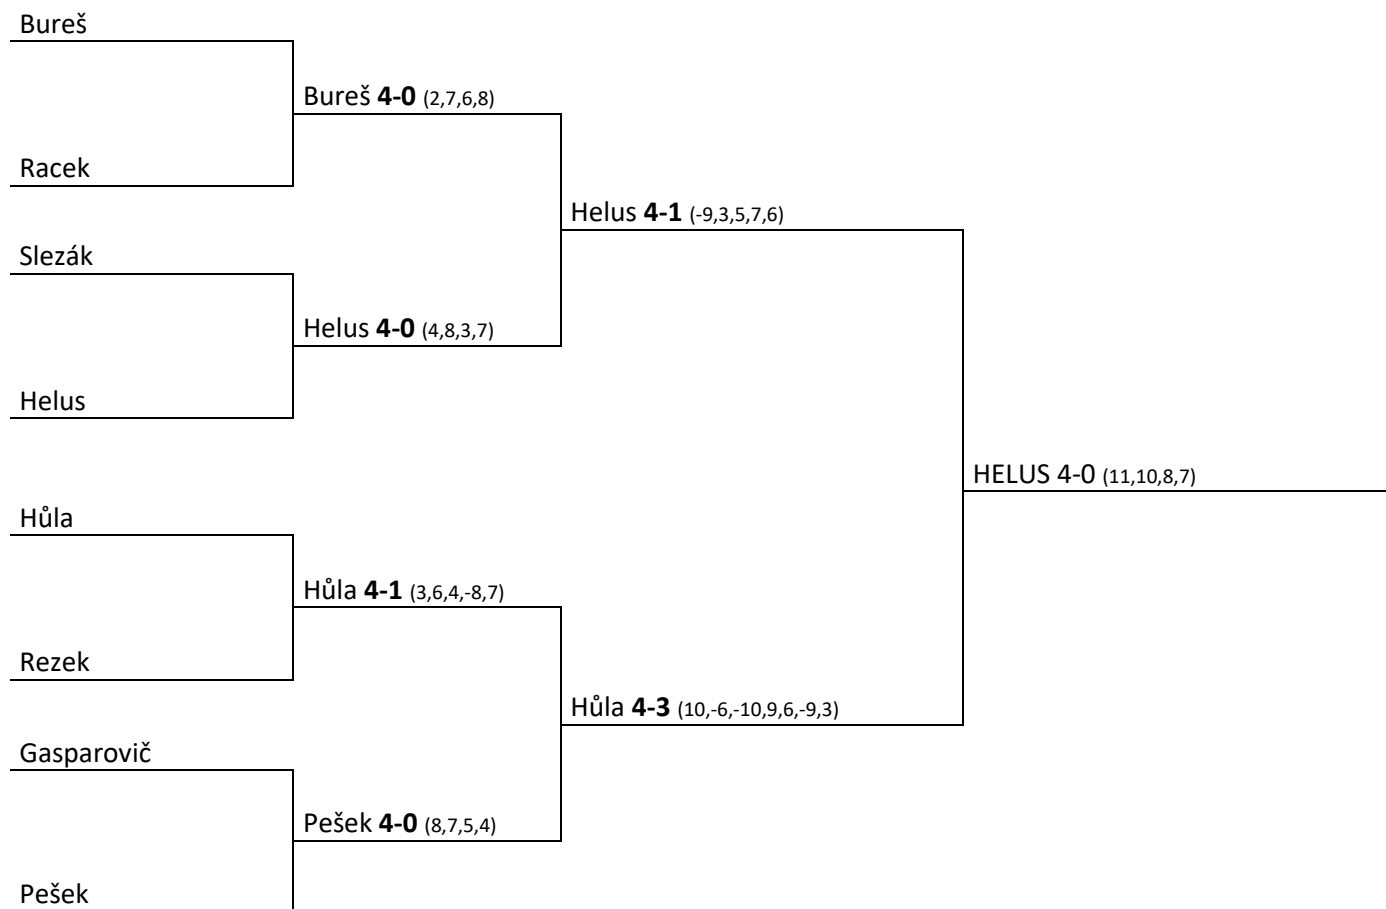 Bureš
Bureš 4-0 (2,7,6,8)
Racek
Helus 4-1 (-9,3,5,7,6)
Slezák
Helus 4-0 (4,8,3,7)
Helus
HELUS 4-0 (11,10,8,7)
Hůla
Hůla 4-1 (3,6,4,-8,7)
Rezek
Hůla 4-3 (10,-6,-10,9,6,-9,3)
Gasparovič
Pešek 4-0 (8,7,5,4)
Pešek